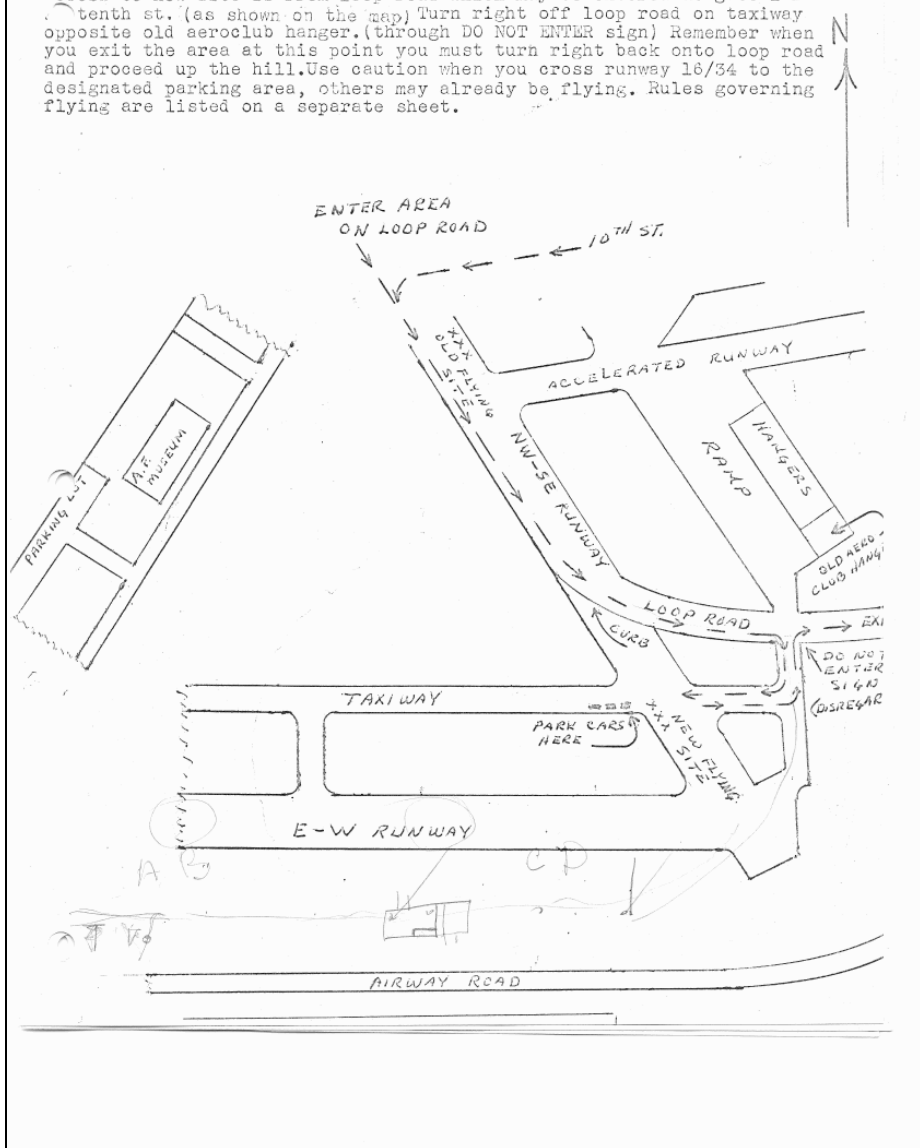 tenth st. (as shown on the map) Turn right off loop road on taxiway
opposite old aeroclub hanger.(through DO NOT ENTER sign) Remember when
you exit the area at this point you must turn right back onto loop road
and proceed up the hill.Use caution when you cross runway 16/34 to the
designated parking area, others may already be flying. Rules governing
flying are listed on a separate sheet.
N
ENTER AREA
ON LOOP ROAD
10TH ST.
XXX
OLD FLYING
SITE
ACCELERATED RUNWAY
A.F.
MUSEUM
PARKING LOT
NW-SE RUNWAY
RAMP
HANGERS
OLD AERO-
CLUB HANG
LOOP ROAD
EXI
CURB
DO NOT
ENTER
SIGN
(DISREGAR
TAXIWAY
PARK CARS
HERE
XXX
NEW FLYING
SITE
E-W RUNWAY
A B
C D
AIRWAY ROAD